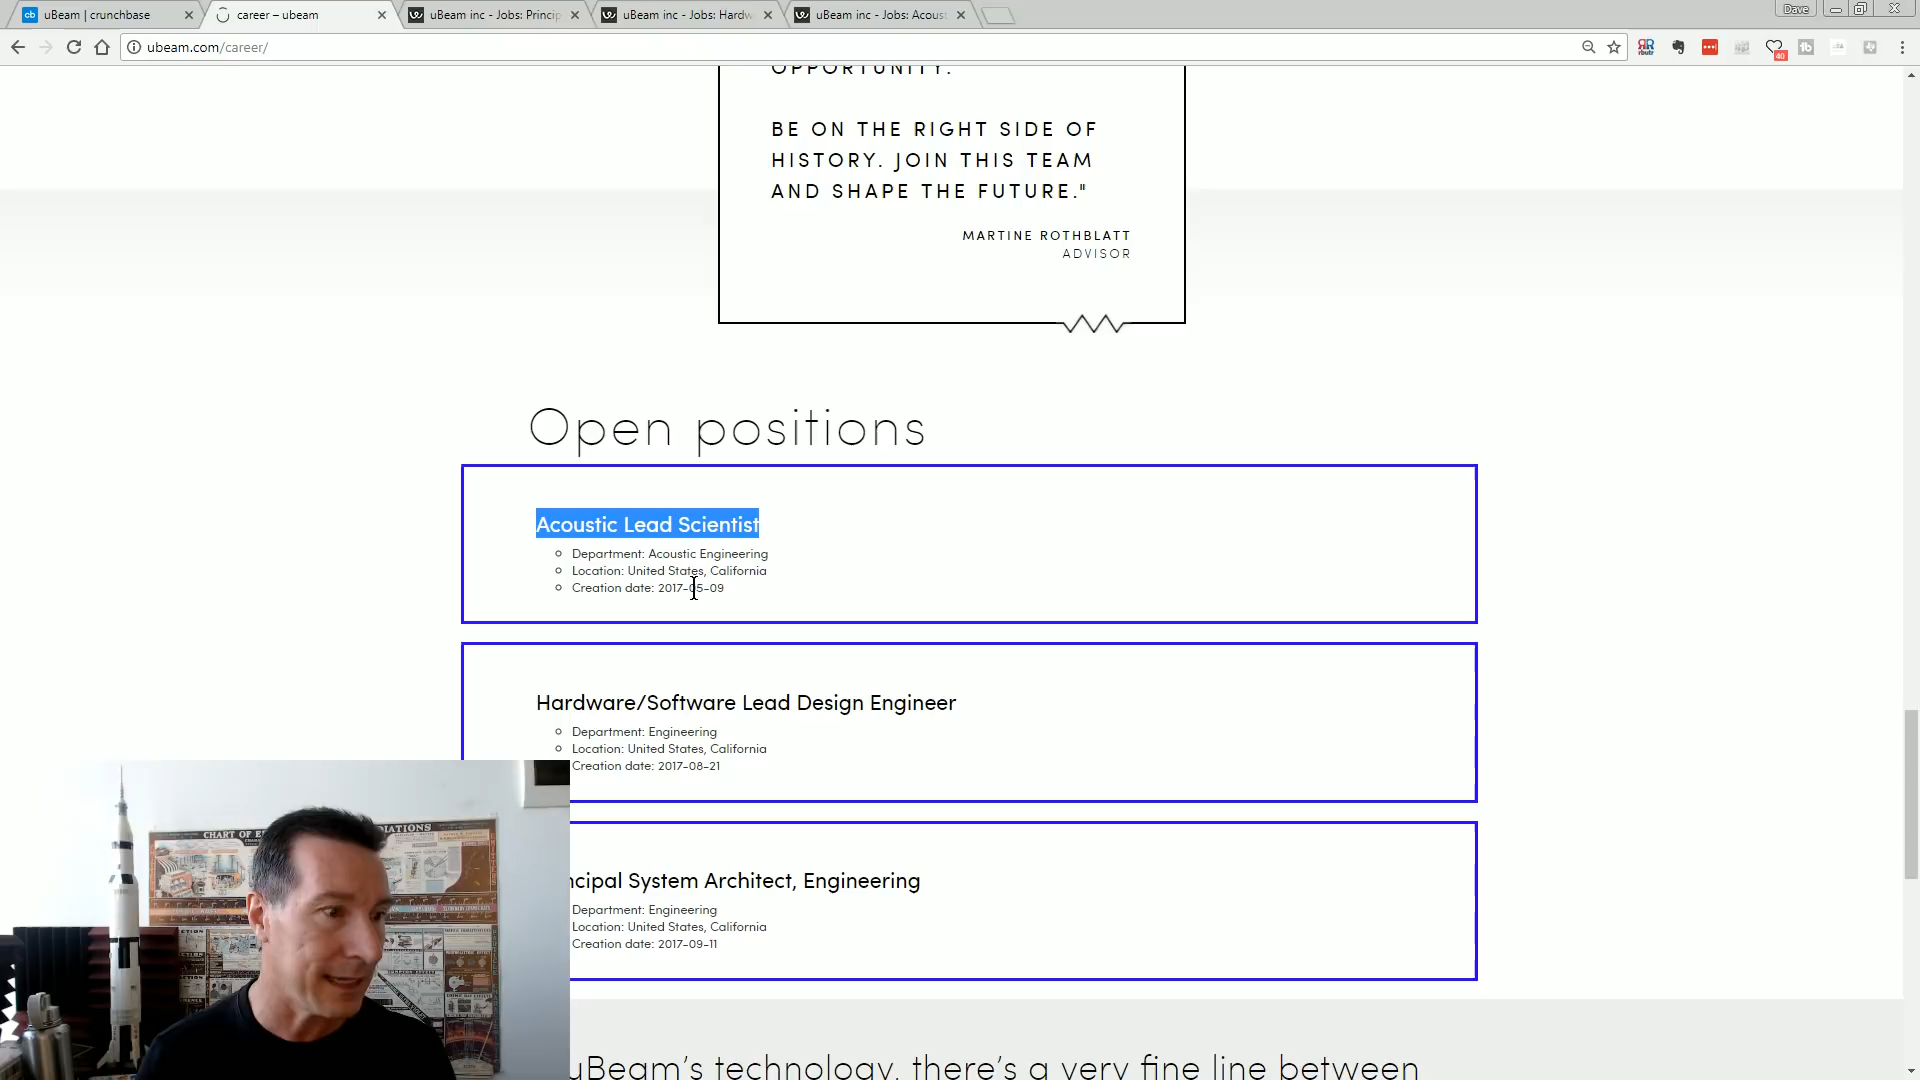 uBeam | crunchbase
career – ubeam
uBeam inc - Jobs: Princip
uBeam inc - Jobs: Hardw
uBeam inc - Jobs: Acous
Dave
ubeam.com/career/
OPPORTUNITY.
BE ON THE RIGHT SIDE OF
HISTORY. JOIN THIS TEAM
AND SHAPE THE FUTURE."
MARTINE ROTHBLATT
ADVISOR
Open positions
Acoustic Lead Scientist
Department: Acoustic Engineering
Location: United States, California
Creation date: 2017-05-09
Hardware/Software Lead Design Engineer
Department: Engineering
Location: United States, California
Creation date: 2017-08-21
ncipal System Architect, Engineering
Department: Engineering
Location: United States, California
Creation date: 2017-09-11
uBeam's technology, there's a very fine line between